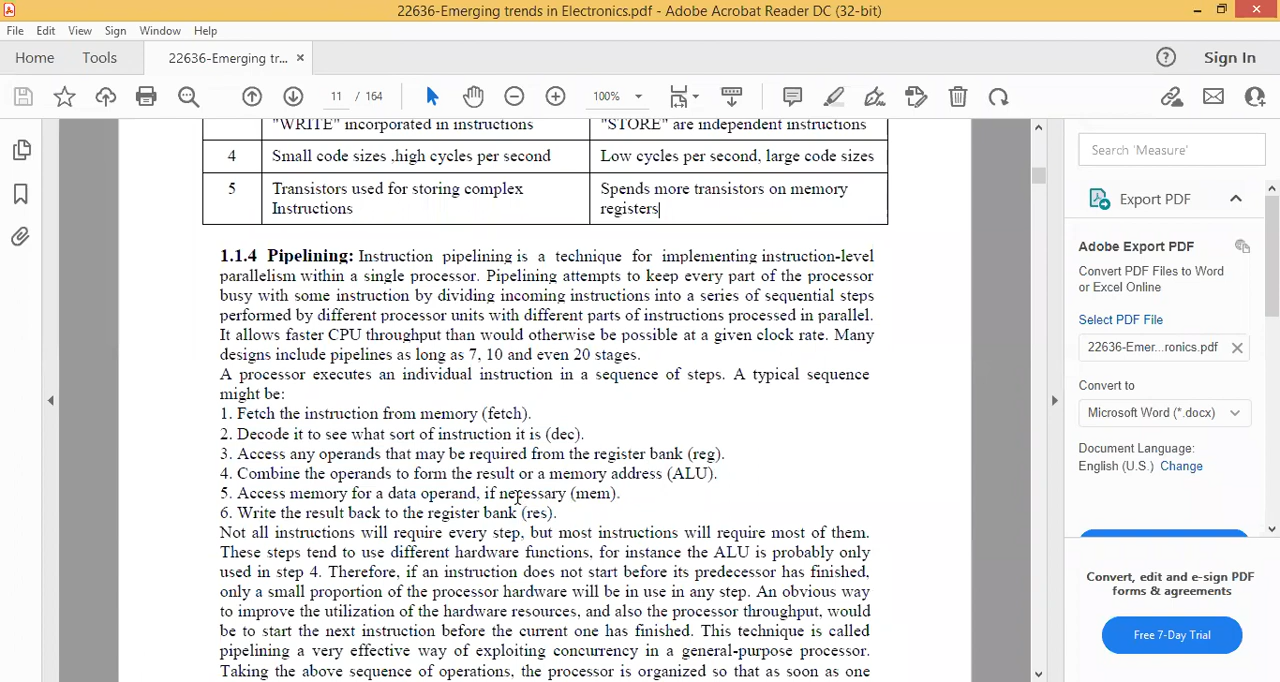 22636-Emerging trends in Electronics.pdf - Adobe Acrobat Reader DC (32-bit)
File Edit View Sign Window Help
Home Tools 22636-Emerging tr... × Sign In
11 / 164 100%
"WRITE" incorporated in instructions "STORE" are independent instructions
4 Small code sizes ,high cycles per second Low cycles per second, large code sizes
5 Transistors used for storing complex Spends more transistors on memory
Instructions registers
1.1.4 Pipelining: Instruction pipelining is a technique for implementing instruction-level
parallelism within a single processor. Pipelining attempts to keep every part of the processor
busy with some instruction by dividing incoming instructions into a series of sequential steps
performed by different processor units with different parts of instructions processed in parallel.
It allows faster CPU throughput than would otherwise be possible at a given clock rate. Many
designs include pipelines as long as 7, 10 and even 20 stages.
A processor executes an individual instruction in a sequence of steps. A typical sequence
might be:
1. Fetch the instruction from memory (fetch).
2. Decode it to see what sort of instruction it is (dec).
3. Access any operands that may be required from the register bank (reg).
4. Combine the operands to form the result or a memory address (ALU).
5. Access memory for a data operand, if necessary (mem).
6. Write the result back to the register bank (res).
Not all instructions will require every step, but most instructions will require most of them.
These steps tend to use different hardware functions, for instance the ALU is probably only
used in step 4. Therefore, if an instruction does not start before its predecessor has finished,
only a small proportion of the processor hardware will be in use in any step. An obvious way
to improve the utilization of the hardware resources, and also the processor throughput, would
be to start the next instruction before the current one has finished. This technique is called
pipelining a very effective way of exploiting concurrency in a general-purpose processor.
Taking the above sequence of operations, the processor is organized so that as soon as one
Search 'Measure'
Export PDF
Adobe Export PDF
Convert PDF Files to Word
or Excel Online
Select PDF File
22636-Emer...ronics.pdf
Convert to
Microsoft Word (*.docx)
Document Language:
English (U.S.) Change
Convert, edit and e-sign PDF
forms & agreements
Free 7-Day Trial